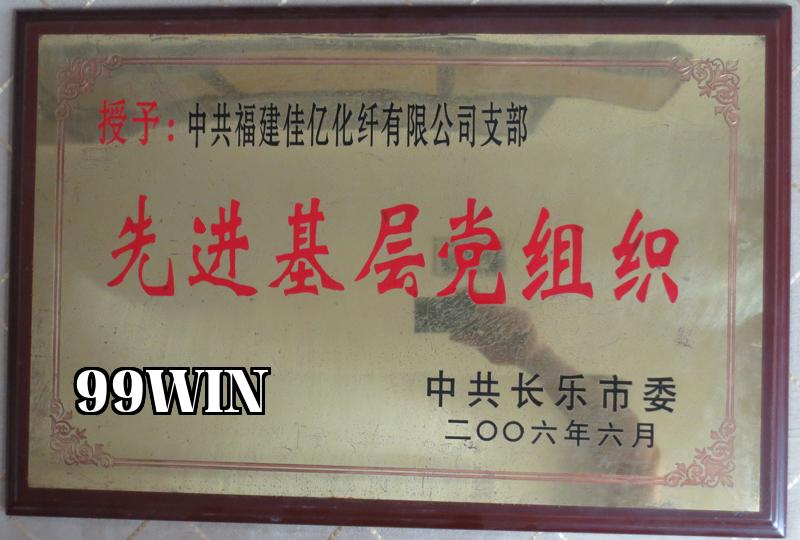 授予：中共福建佳亿化纤有限公司支部
先进基层党组织
99WIN
中共长乐市委
二〇〇六年六月